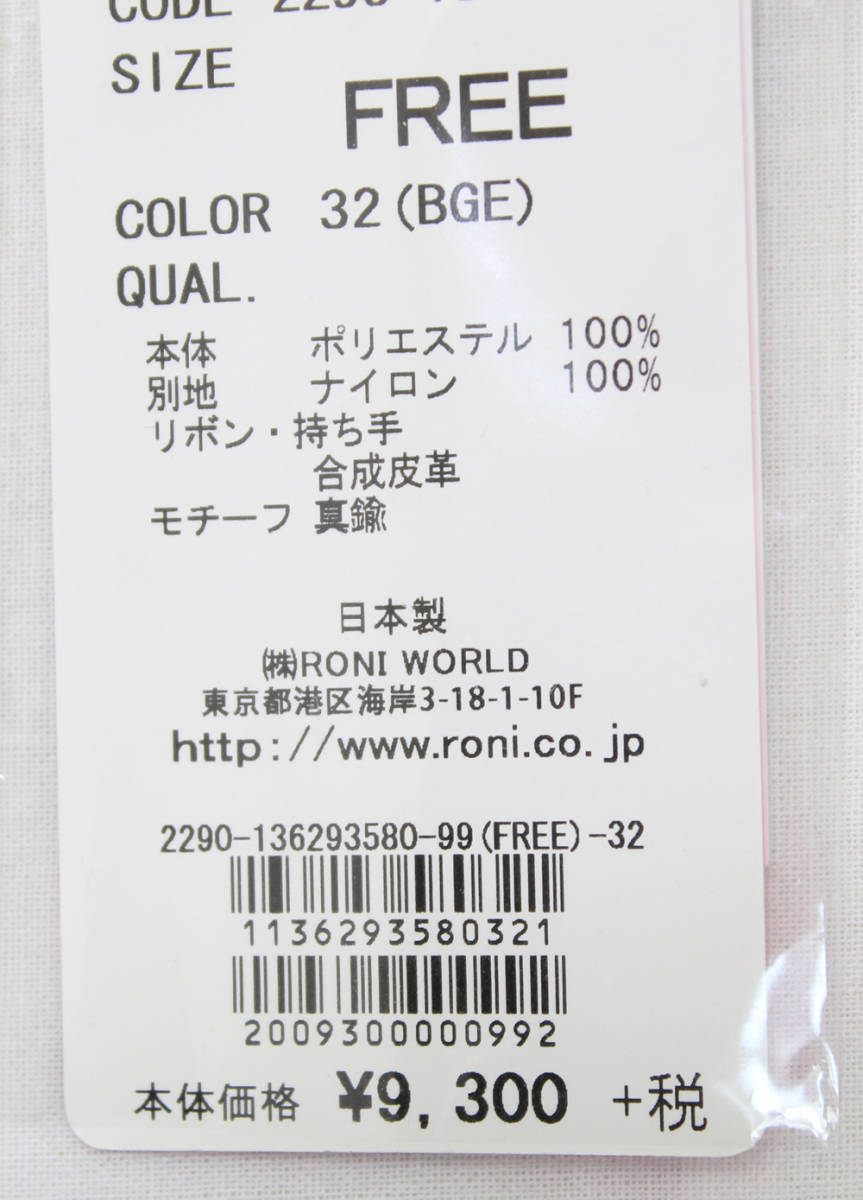 CODE 2290
SIZE
FREE
COLOR 32(BGE)
QUAL.
本体 ポリエステル 100%
別地 ナイロン 100%
リボン・持ち手
合成皮革
モチーフ 真鍮
日本製
㈱RONI WORLD
東京都港区海岸3-18-1-10F
http://www.roni.co.jp
2290-136293580-99(FREE)-32
1136293580321
2009300000992
本体価格 ¥9,300 +税